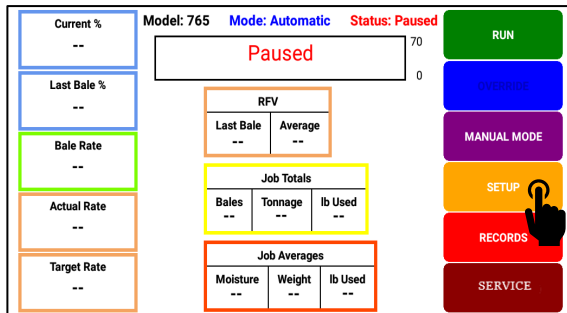 Model: 765 Mode: Automatic Status: Paused
Current %
--
Last Bale %
--
Bale Rate
--
Actual Rate
--
Target Rate
--
Paused
70
0
RFV
Last Bale Average
-- --
Job Totals
Bales Tonnage lb Used
-- -- --
Job Averages
Moisture Weight lb Used
-- -- --
RUN
OVERRIDE
MANUAL MODE
SETUP
RECORDS
SERVICE